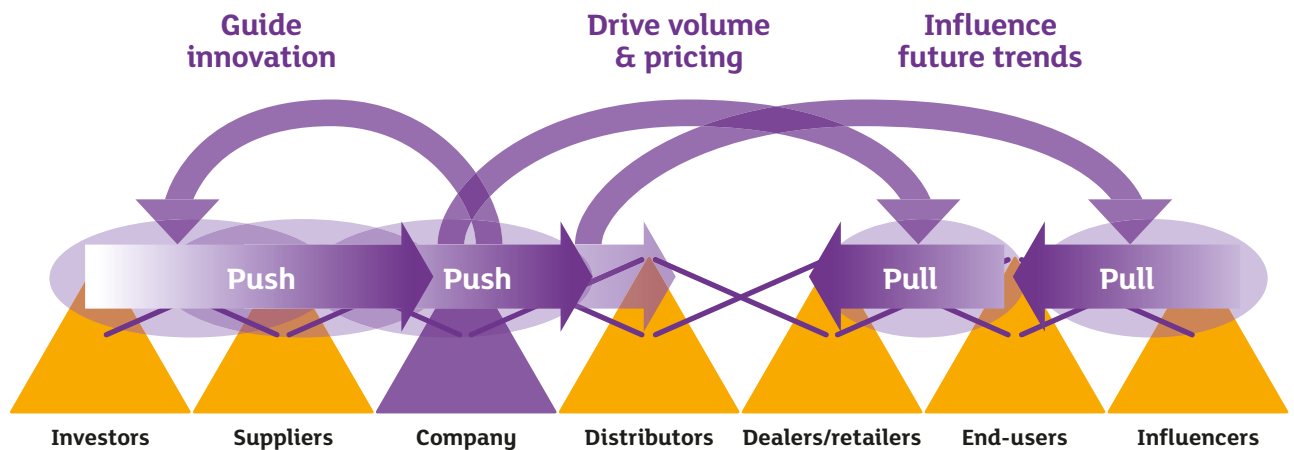 Guide
innovation
Drive volume
& pricing
Influence
future trends
Push
Push
Pull
Pull
Investors
Suppliers
Company
Distributors
Dealers/retailers
End-users
Influencers